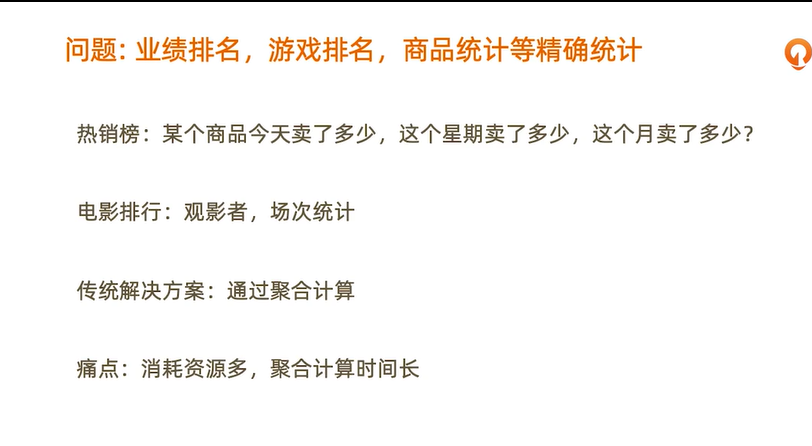 问题：业绩排名，游戏排名，商品统计等精确统计
热销榜：某个商品今天卖了多少，这个星期卖了多少，这个月卖了多少？
电影排行：观影者，场次统计
传统解决方案：通过聚合计算
痛点：消耗资源多，聚合计算时间长